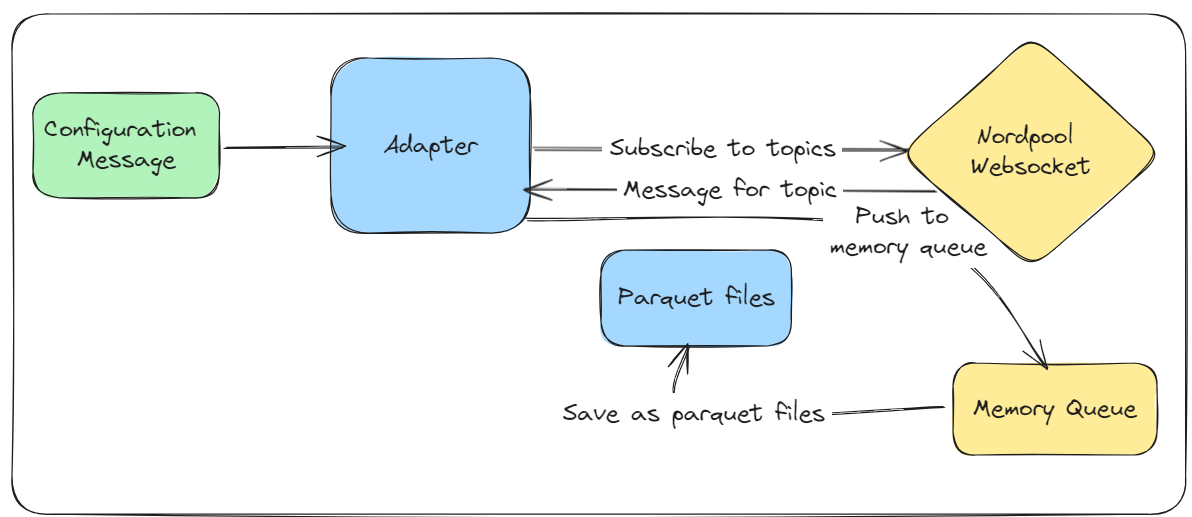 Configuration
Message
Adapter
Subscribe to topics
Nordpool
Websocket
Message for topic
Push to
memory queue
Parquet files
Save as parquet files
Memory Queue